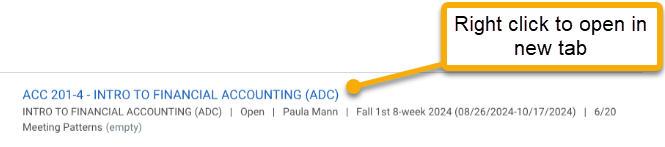 Right click to open in
new tab
ACC 201-4 - INTRO TO FINANCIAL ACCOUNTING (ADC)
INTRO TO FINANCIAL ACCOUNTING (ADC) | Open | Paula Mann | Fall 1st 8-week 2024 (08/26/2024-10/17/2024) | 6/20
Meeting Patterns (empty)